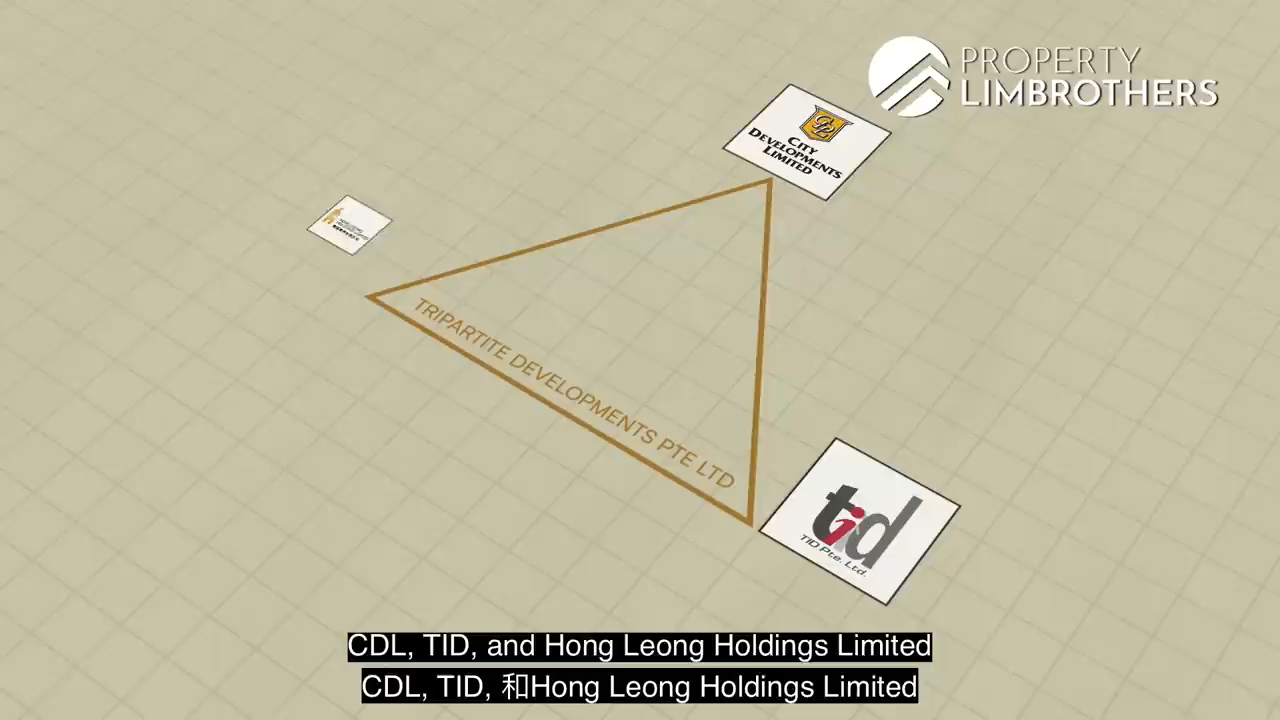 PROPERTY
LIMBROTHERS
CDL
CITY
DEVELOPMENTS
LIMITED
TRIPARTITE DEVELOPMENTS PTE LTD
tid
TID Pte. Ltd.
CDL, TID, and Hong Leong Holdings Limited
CDL, TID, 和Hong Leong Holdings Limited